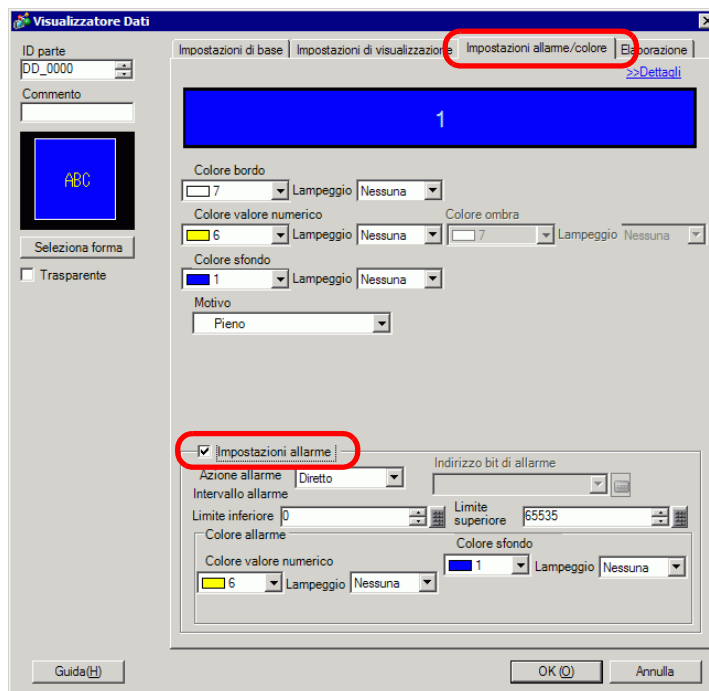 Visualizzatore Dati
ID parte
DD_0000
Commento
ABC
Seleziona forma
Trasparente
Impostazioni di base Impostazioni di visualizzazione Impostazioni allarme/colore Elaborazione
>>Dettagli
1
Colore bordo
7 Lampeggio Nessuna
Colore valore numerico Colore ombra
6 Lampeggio Nessuna 7 Lampeggio Nessuna
Colore sfondo
1 Lampeggio Nessuna
Motivo
Pieno
Impostazioni allarme
Azione allarme Diretto Indirizzo bit di allarme
Intervallo allarme
Limite inferiore 0 Limite superiore 65535
Colore allarme
Colore valore numerico Colore sfondo
6 Lampeggio Nessuna 1 Lampeggio Nessuna
Guida(H) OK (O) Annulla